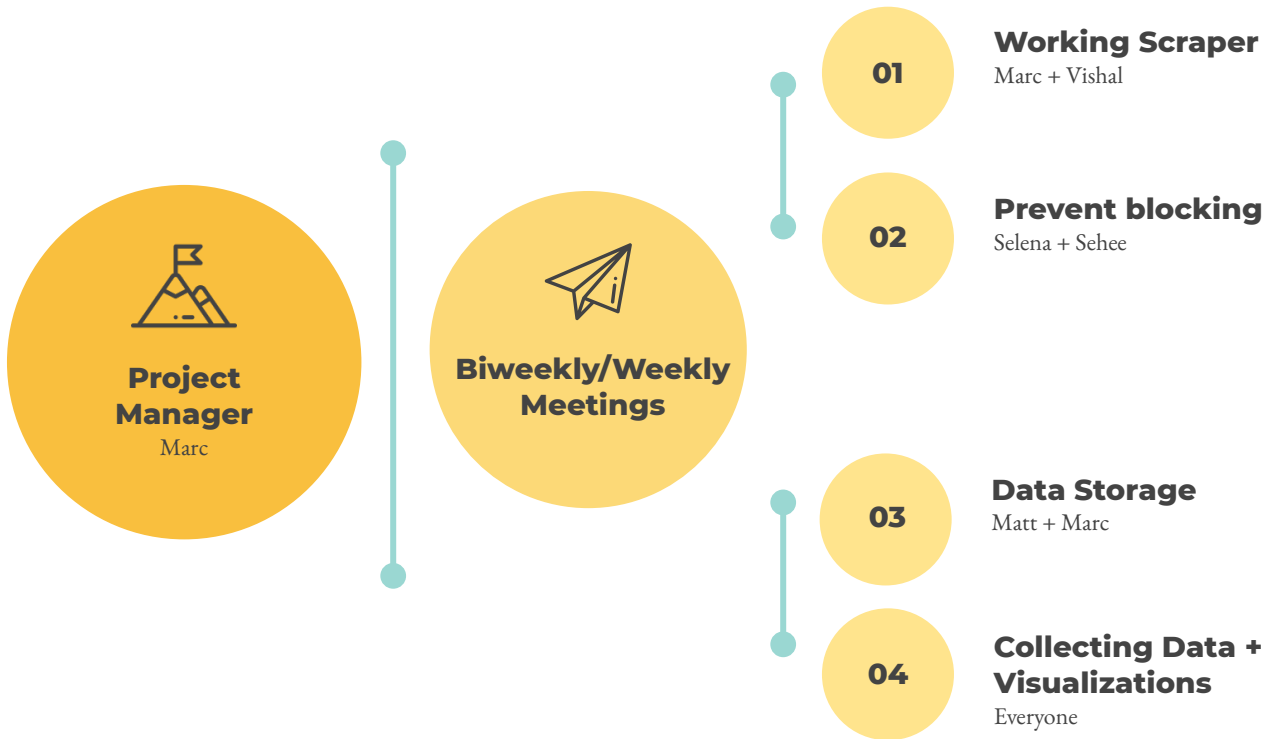 Project
Manager
Marc
Biweekly/Weekly
Meetings
01
Working Scraper
Marc + Vishal
02
Prevent blocking
Selena + Sehee
03
Data Storage
Matt + Marc
04
Collecting Data +
Visualizations
Everyone